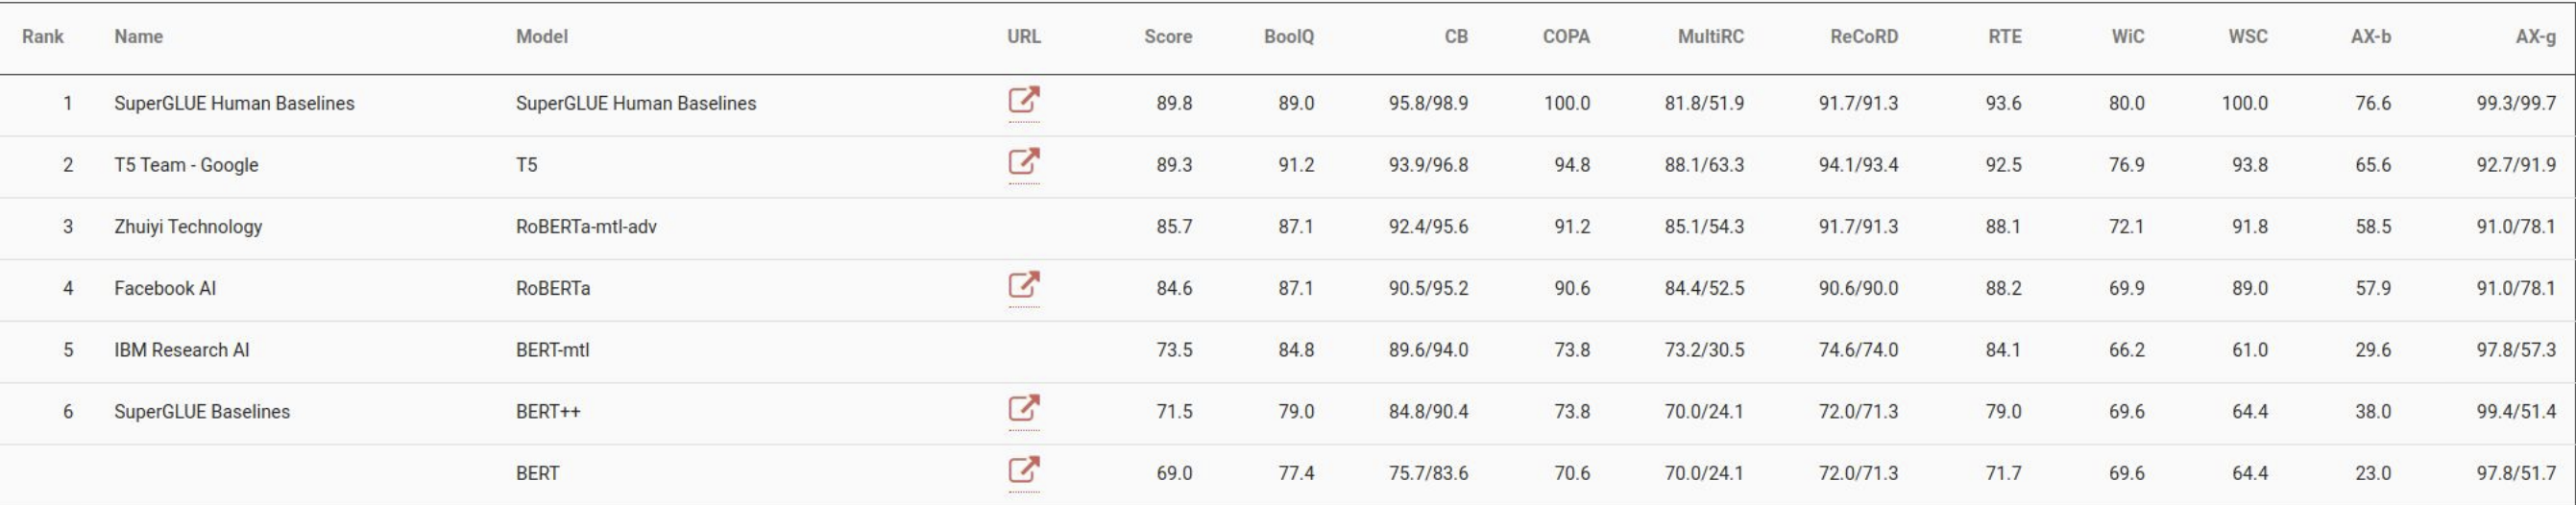 Rank Name Model URL Score BoolQ CB COPA MultiRC ReCoRD RTE WiC WSC AX-b AX-g
1 SuperGLUE Human Baselines SuperGLUE Human Baselines 89.8 89.0 95.8/98.9 100.0 81.8/51.9 91.7/91.3 93.6 80.0 100.0 76.6 99.3/99.7
2 T5 Team - Google T5 89.3 91.2 93.9/96.8 94.8 88.1/63.3 94.1/93.4 92.5 76.9 93.8 65.6 92.7/91.9
3 Zhuiyi Technology RoBERTa-mtl-adv 85.7 87.1 92.4/95.6 91.2 85.1/54.3 91.7/91.3 88.1 72.1 91.8 58.5 91.0/78.1
4 Facebook AI RoBERTa 84.6 87.1 90.5/95.2 90.6 84.4/52.5 90.6/90.0 88.2 69.9 89.0 57.9 91.0/78.1
5 IBM Research AI BERT-mtl 73.5 84.8 89.6/94.0 73.8 73.2/30.5 74.6/74.0 84.1 66.2 61.0 29.6 97.8/57.3
6 SuperGLUE Baselines BERT++ 71.5 79.0 84.8/90.4 73.8 70.0/24.1 72.0/71.3 79.0 69.6 64.4 38.0 99.4/51.4
BERT 69.0 77.4 75.7/83.6 70.6 70.0/24.1 72.0/71.3 71.7 69.6 64.4 23.0 97.8/51.7